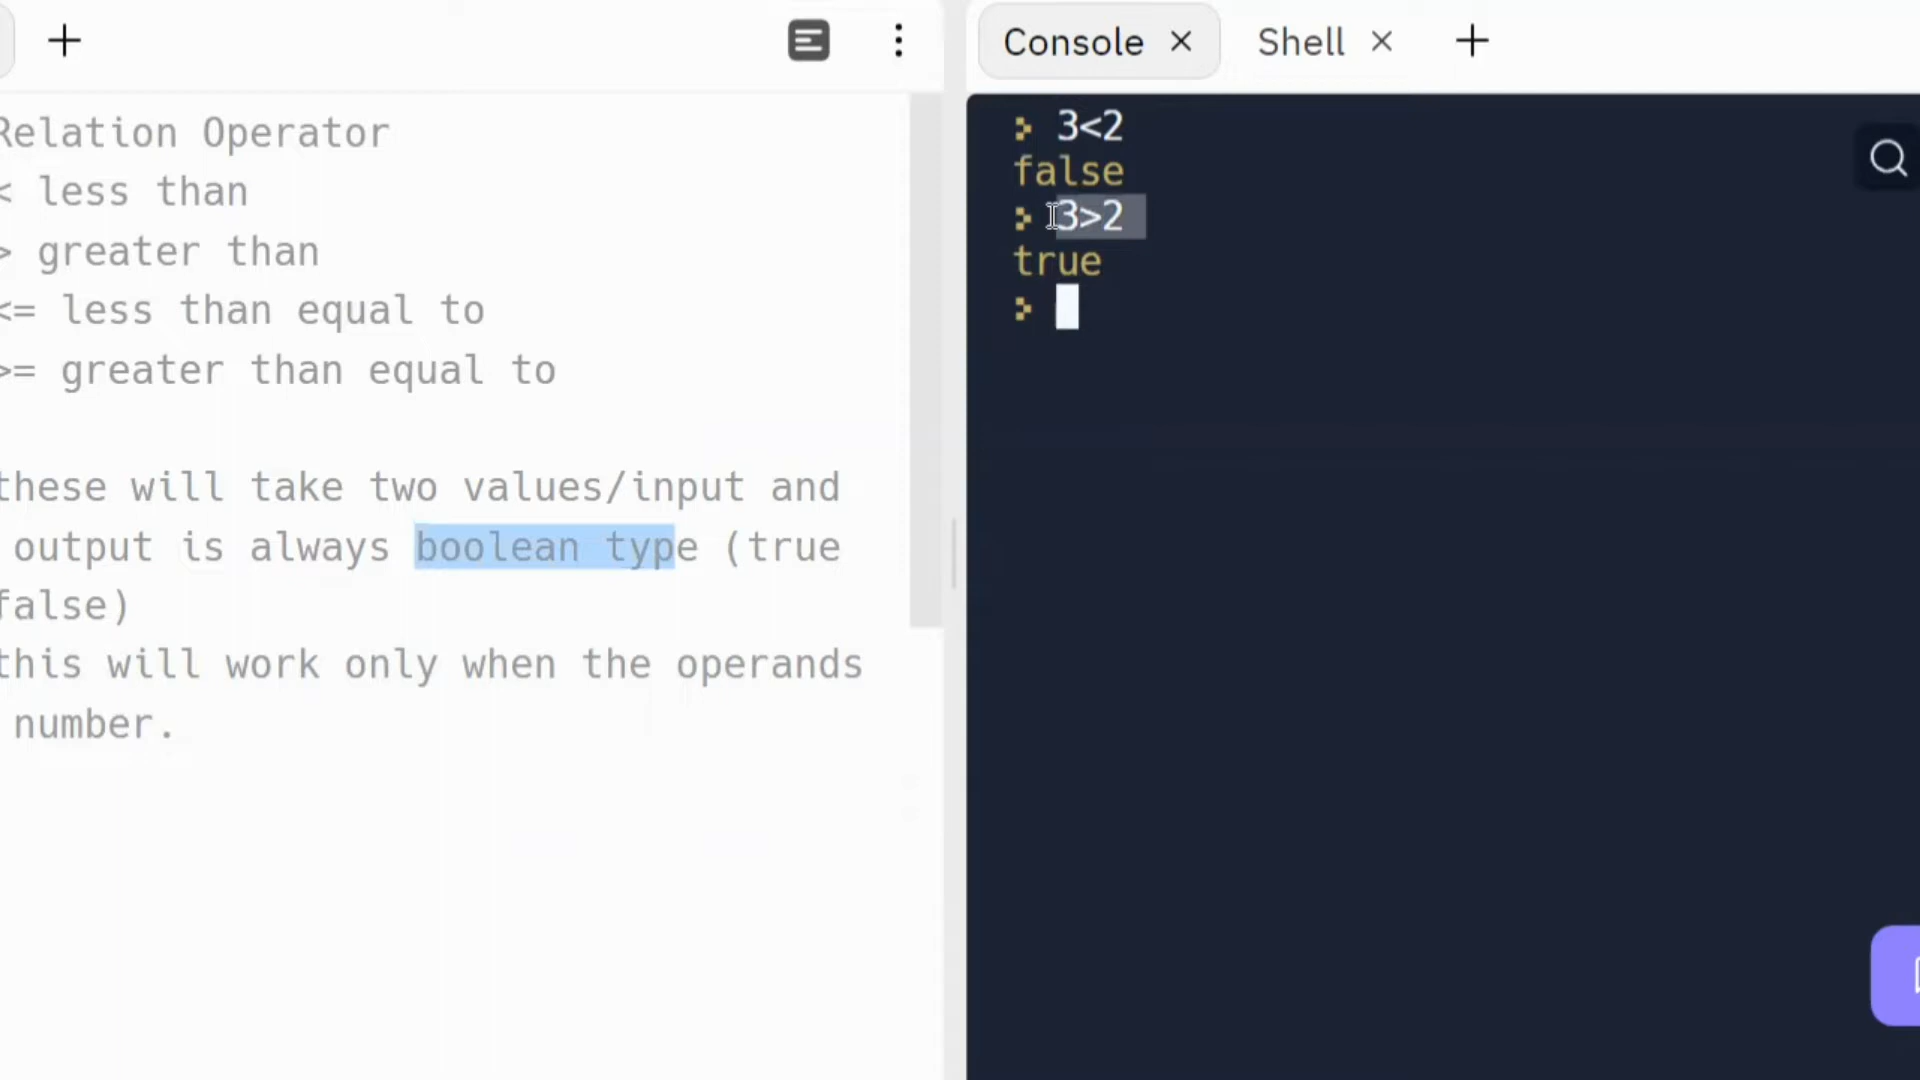 Console
Shell
Relation Operator
< less than
> greater than
<= less than equal to
>= greater than equal to
these will take two values/input and
output is always boolean type (true
false)
this will work only when the operands
number.
3<2
false
3>2
true